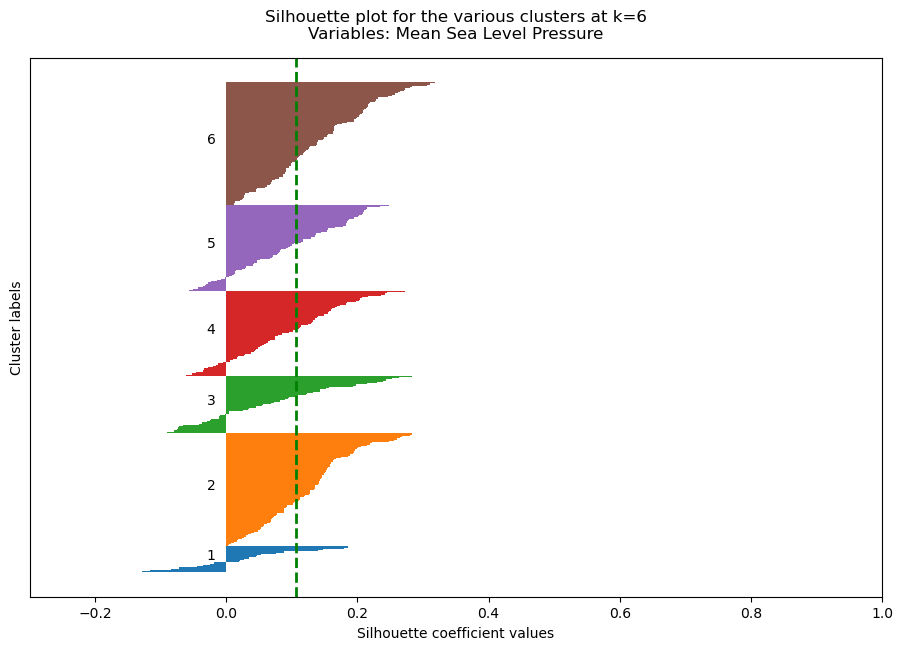 Silhouette plot for the various clusters at k=6
Variables: Mean Sea Level Pressure
6
5
4
3
2
1
Cluster labels
−0.2 0.0 0.2 0.4 0.6 0.8 1.0
Silhouette coefficient values